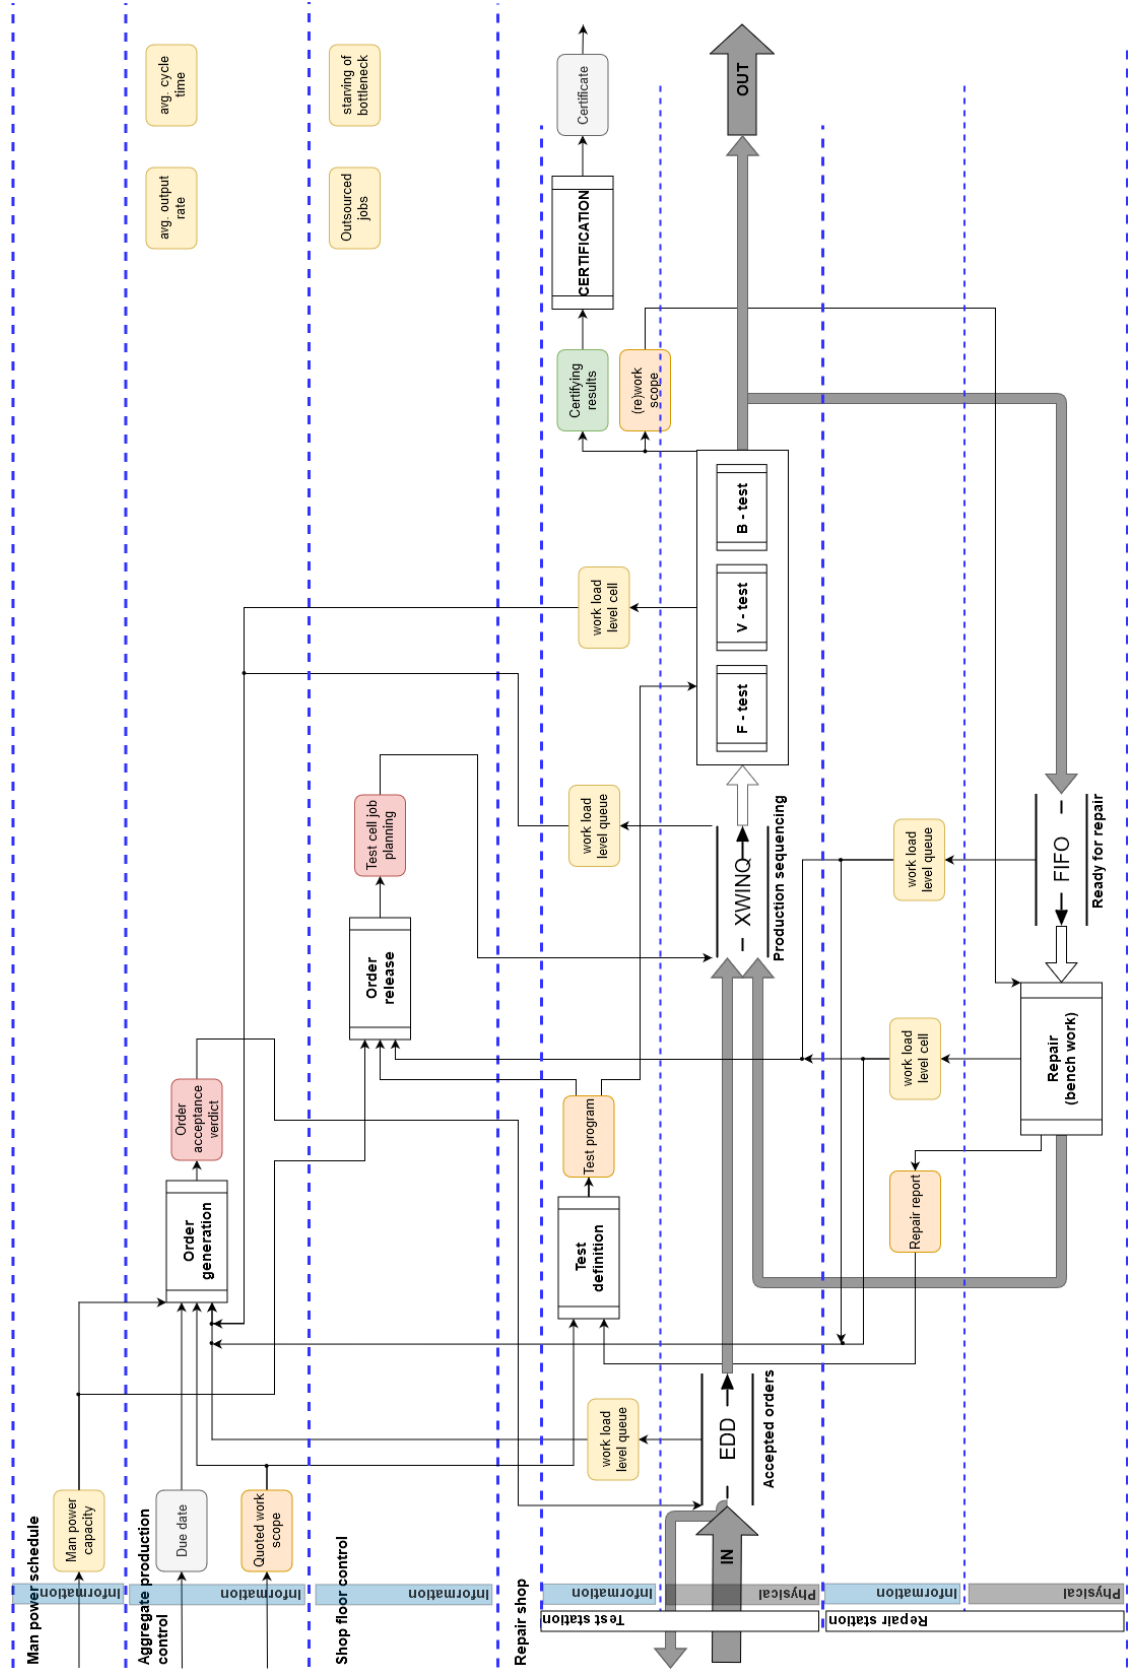 Man power schedule
Information
Man power
capacity
Aggregate production
control
Information
Due date
Quoted work
scope
Order
generation
Order
acceptance
verdict
avg. output
rate
avg. cycle
time
Shop floor control
Information
Order
release
Test cell job
planning
Outsourced
jobs
starving of
bottleneck
Repair shop
Test station
Information
Physical
work load
level queue
Test
definition
Test program
work load
level queue
work load
level cell
Certifying
results
(re)work
scope
CERTIFICATION
Certificate
IN
EDD
Accepted orders
XWINQ
Production sequencing
F - test
V - test
B - test
OUT
Repair station
Information
Physical
Repair report
work load
level cell
work load
level queue
Repair
(bench work)
FIFO
Ready for repair